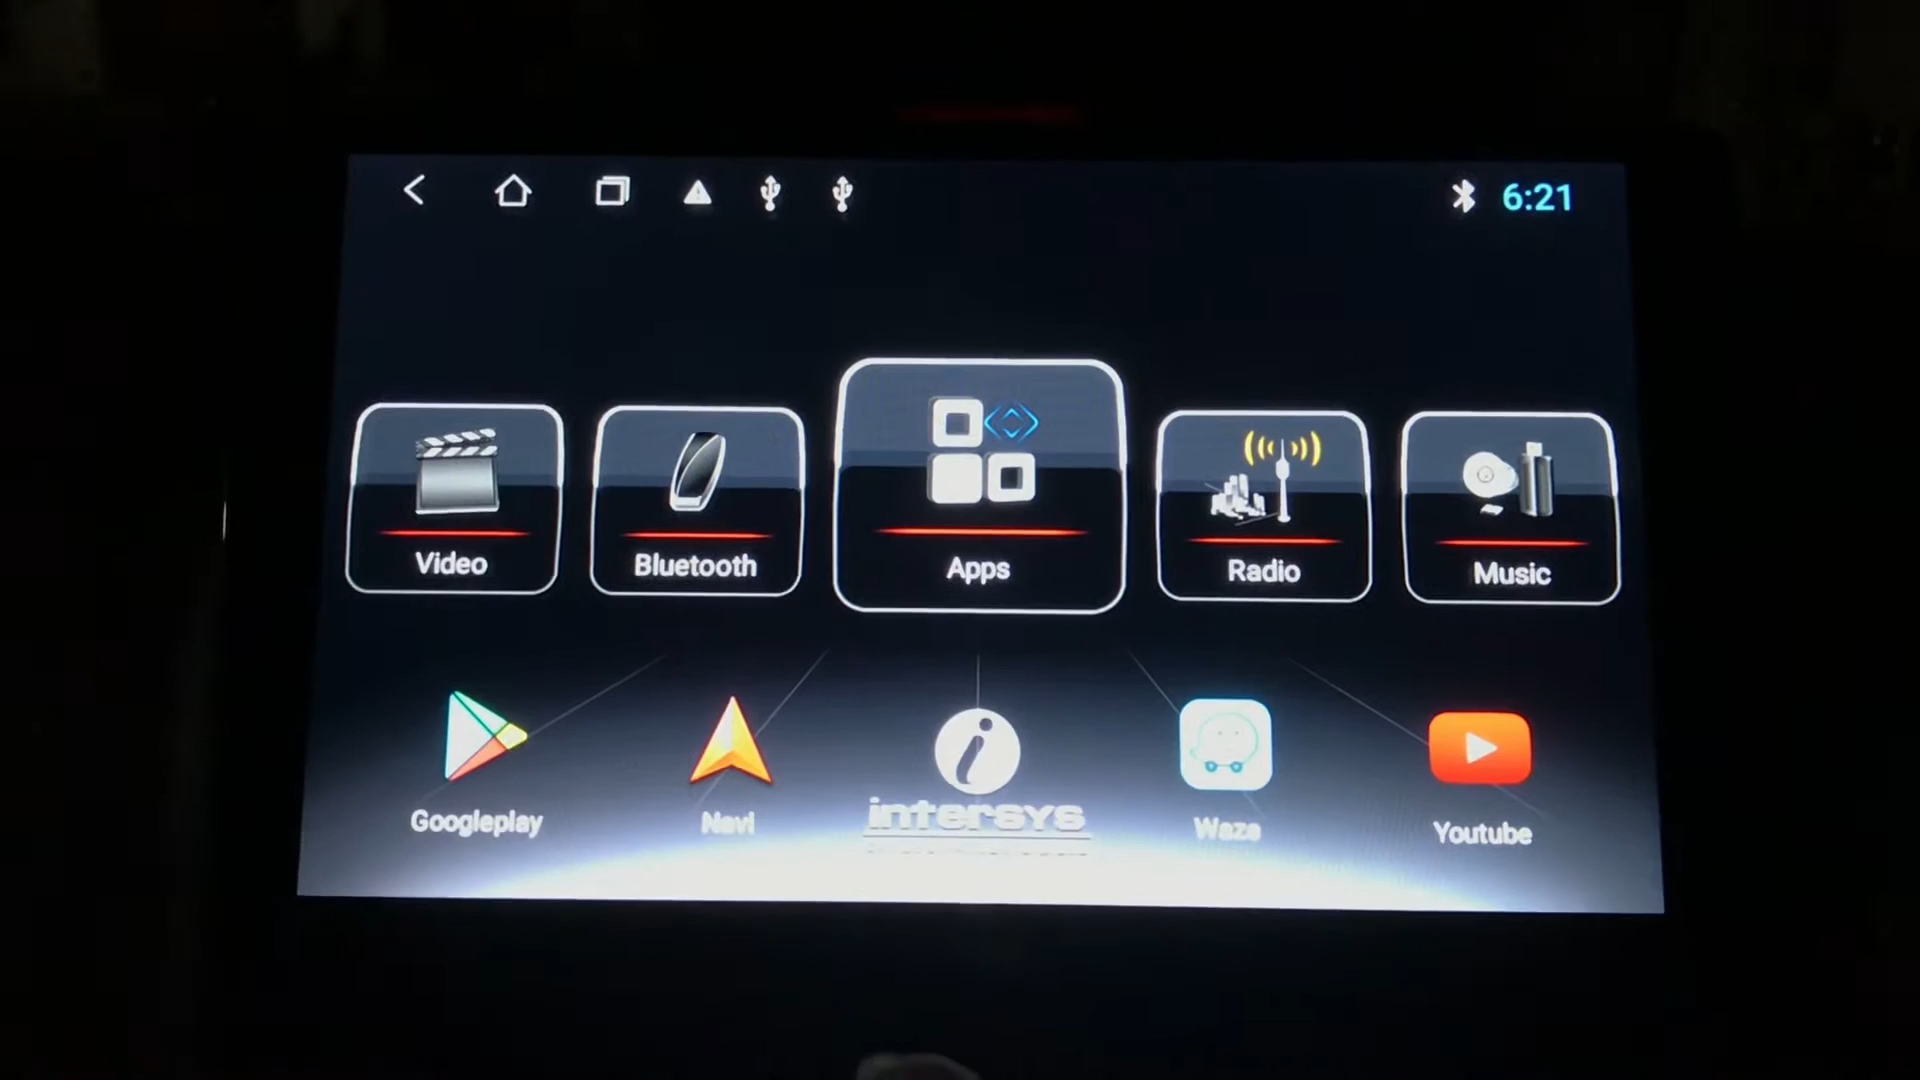 6:21
Video
Bluetooth
Apps
Radio
Music
Googleplay
Navi
intersys
Waze
Youtube